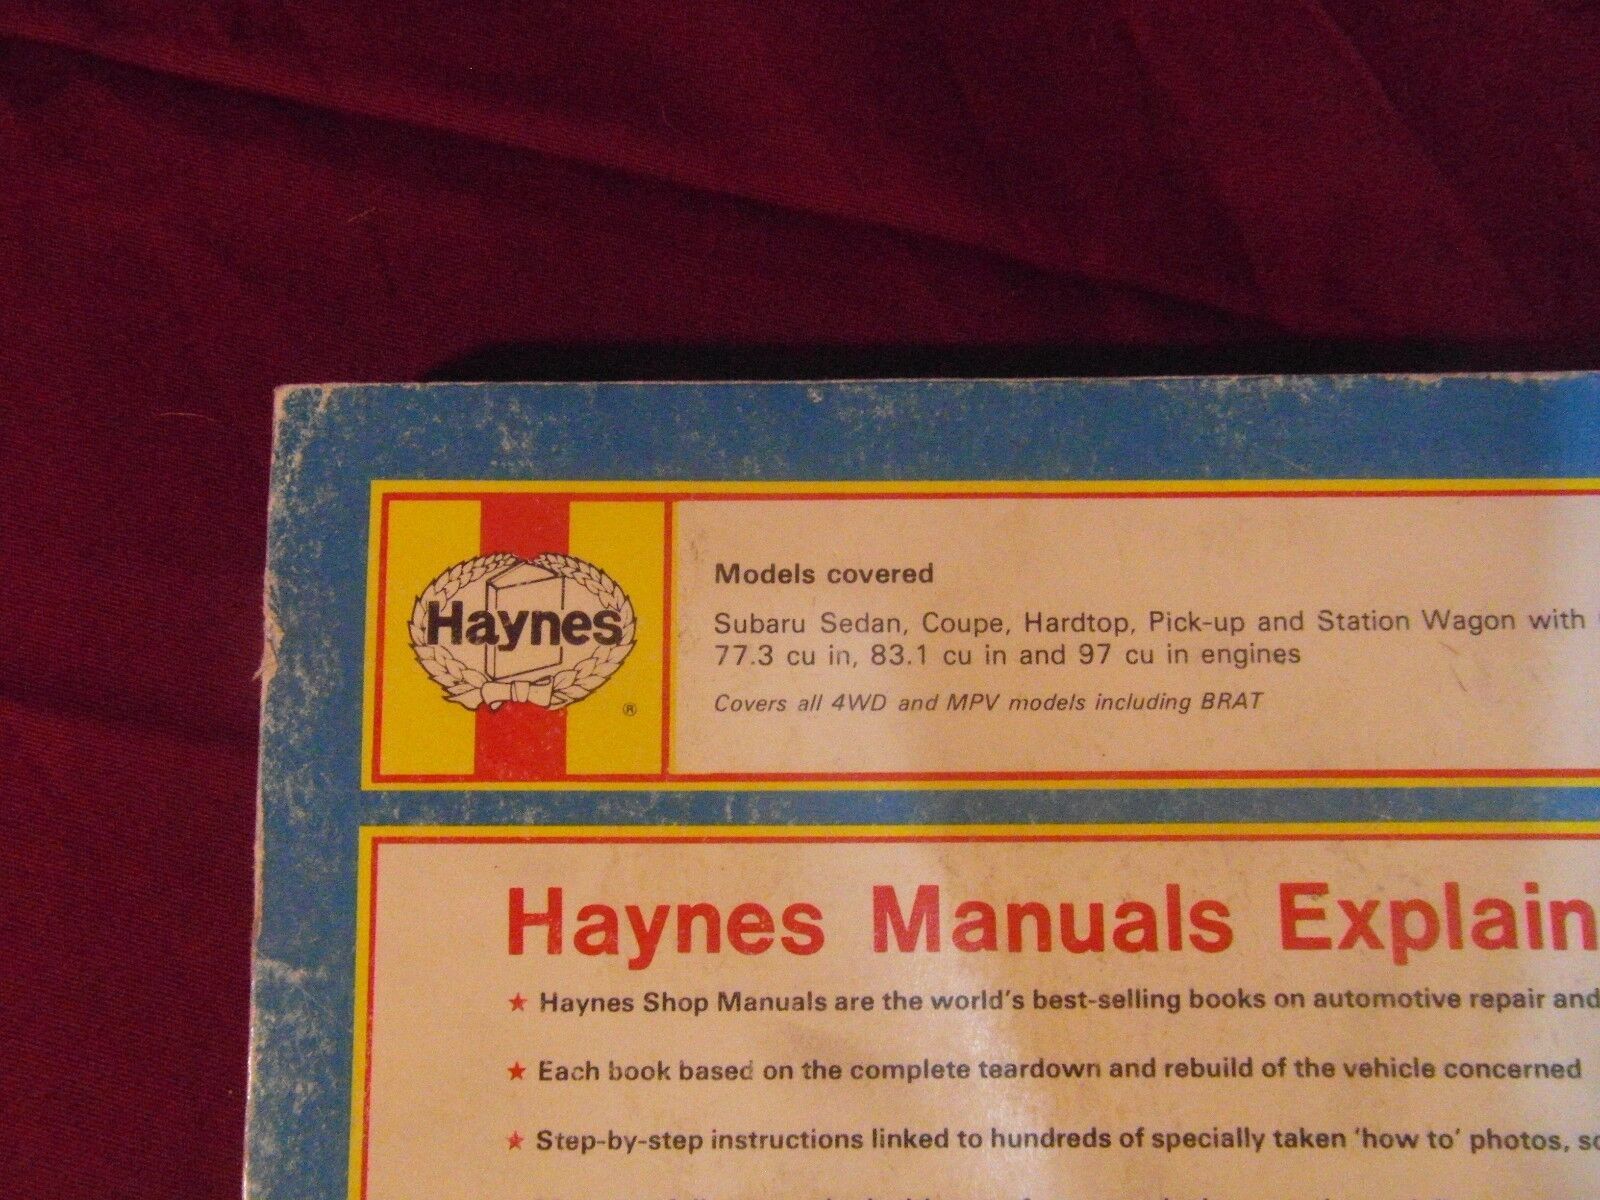 Haynes
®
Models covered
Subaru Sedan, Coupe, Hardtop, Pick-up and Station Wagon with
77.3 cu in, 83.1 cu in and 97 cu in engines
Covers all 4WD and MPV models including BRAT
Haynes Manuals Explain
★ Haynes Shop Manuals are the world's best-selling books on automotive repair and
★ Each book based on the complete teardown and rebuild of the vehicle concerned
★ Step-by-step instructions linked to hundreds of specially taken 'how to' photos,